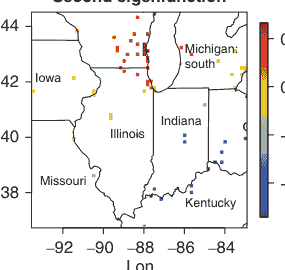 Second eigenfunction
44
Michigan:
south
Iowa
42
Indiana
40
Illinois
Missouri
38
Kentucky
−92 −90 −88 −86 −84
Lon